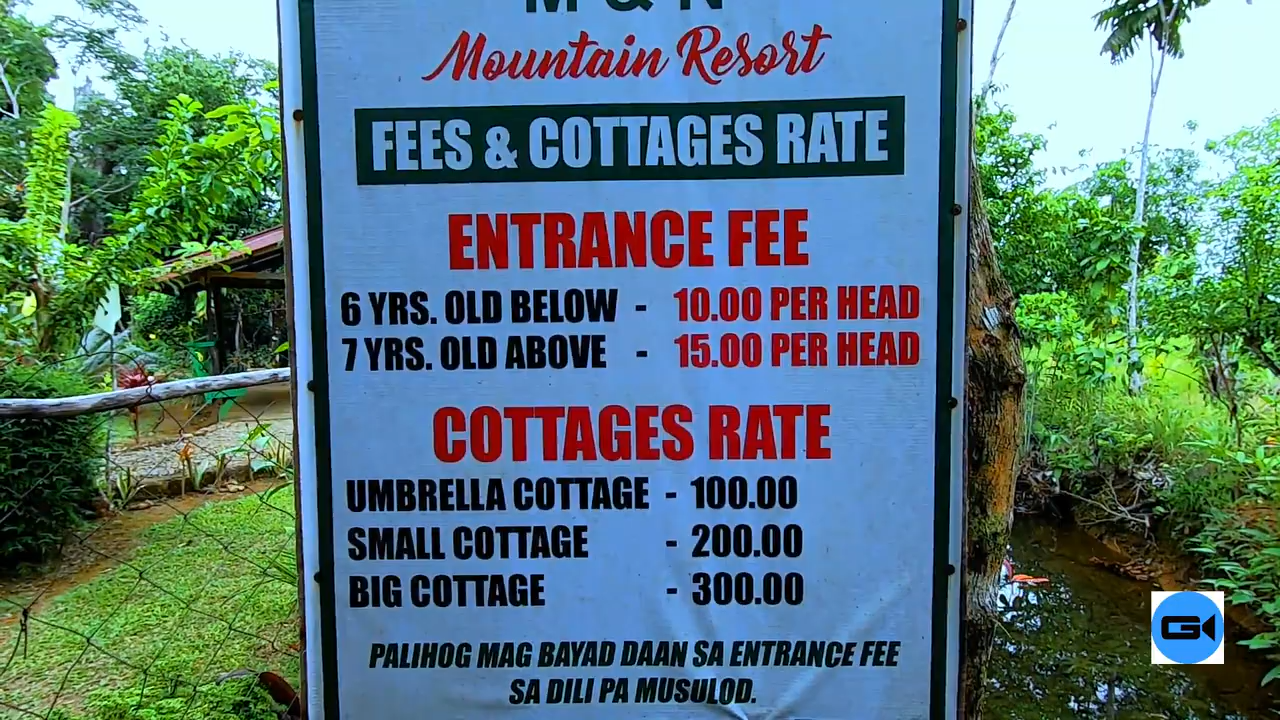 M & N
Mountain Resort
FEES & COTTAGES RATE
ENTRANCE FEE
6 YRS. OLD BELOW - 10.00 PER HEAD
7 YRS. OLD ABOVE - 15.00 PER HEAD
COTTAGES RATE
UMBRELLA COTTAGE - 100.00
SMALL COTTAGE - 200.00
BIG COTTAGE - 300.00
PALIHOG MAG BAYAD DAAN SA ENTRANCE FEE
SA DILI PA MUSULOD.
G